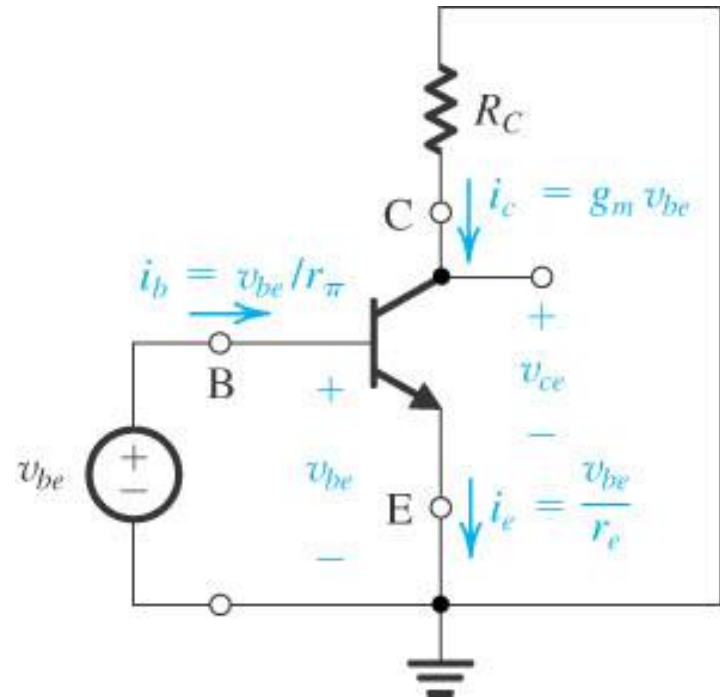 R_C
C
i_c = g_m v_be
i_b = v_be/r_π
B
+
v_ce
−
+
−
v_be
+
v_be
−
E
i_e = v_be/r_e